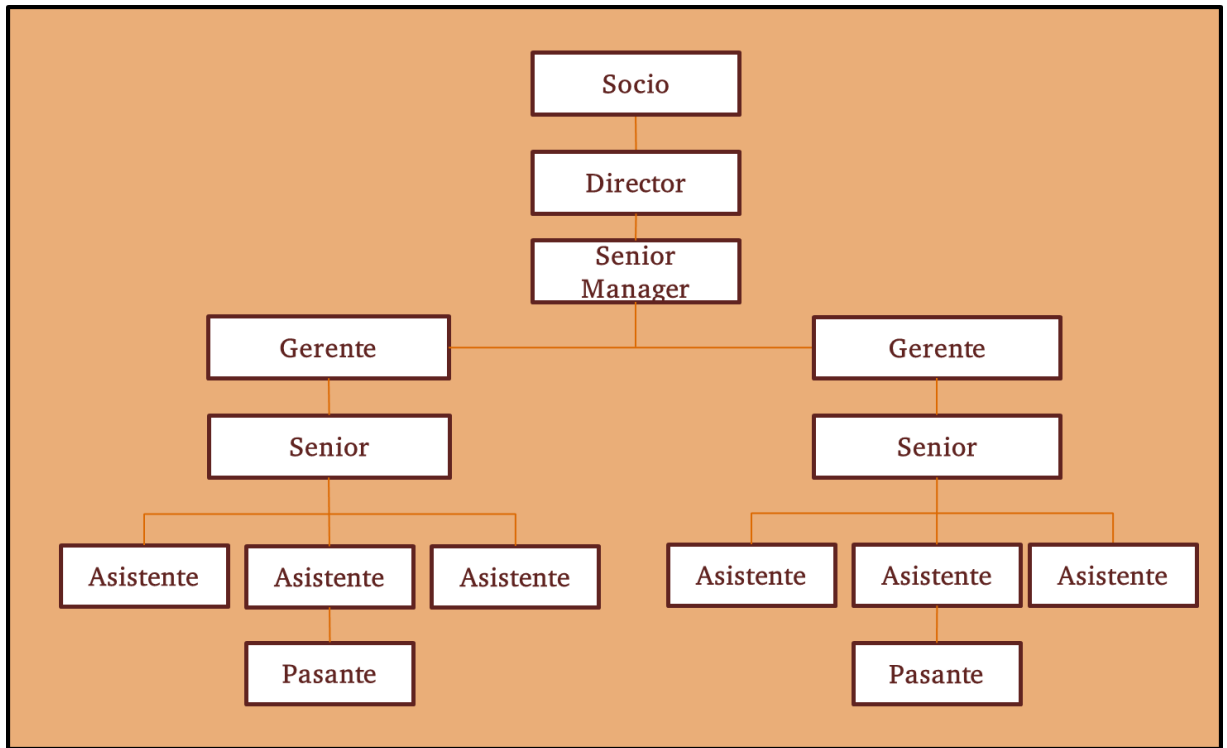 Socio
Director
Senior
Manager
Gerente
Gerente
Senior
Senior
Asistente
Asistente
Asistente
Asistente
Asistente
Asistente
Pasante
Pasante